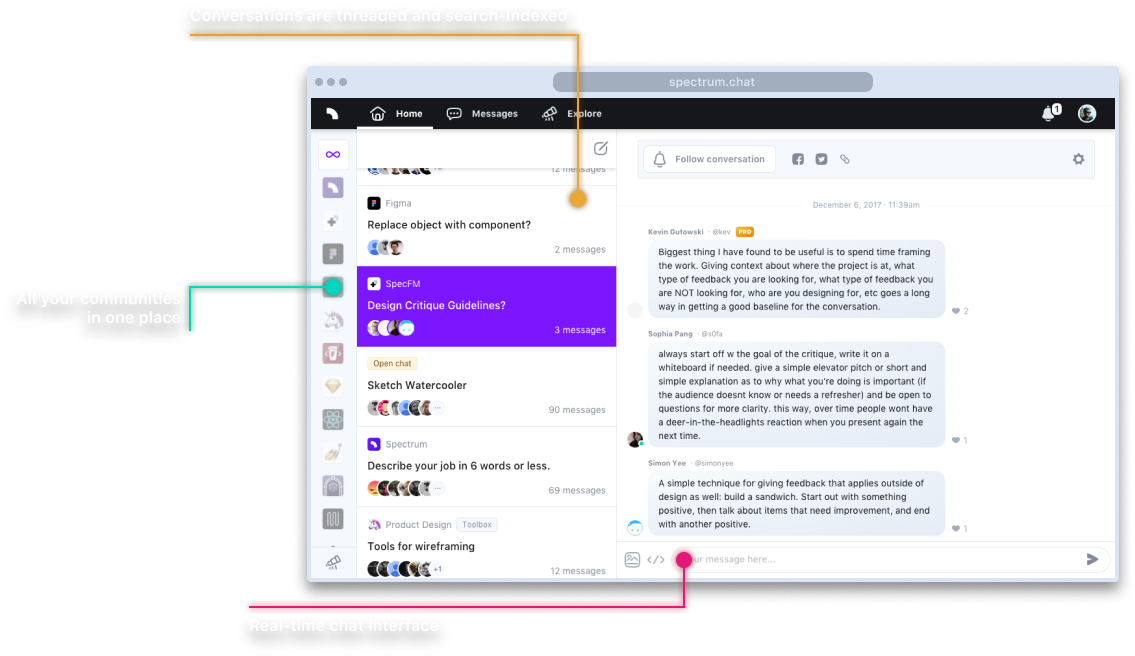 Conversations are threaded and search-indexed
spectrum.chat
Home
Messages
Explore
1
12 messages
Follow conversation
Figma
Replace object with component?
2 messages
SpecFM
Design Critique Guidelines?
3 messages
Open chat
Sketch Watercooler
90 messages
Spectrum
Describe your job in 6 words or less.
69 messages
Product Design Toolbox
Tools for wireframing
+1
12 messages
All your communities
in one place
December 6, 2017 · 11:39am
Kevin Gutowski · @kev PRO
Biggest thing I have found to be useful is to spend time framing
the work. Giving context about where the project is at, what
type of feedback you are looking for, what type of feedback you
are NOT looking for, who are you designing for, etc goes a long
way in getting a good baseline for the conversation.
2
Sophia Pang · @s0fa
always start off w the goal of the critique, write it on a
whiteboard if needed. give a simple elevator pitch or short and
simple explanation as to why what you're doing is important (if
the audience doesnt know or needs a refresher) and be open to
questions for more clarity. this way, over time people wont have
a deer-in-the-headlights reaction when you present again the
next time.
1
Simon Yee · @simonyee
A simple technique for giving feedback that applies outside of
design as well: build a sandwich. Start out with something
positive, then talk about items that need improvement, and end
with another positive.
1
message here...
Real-time chat interface